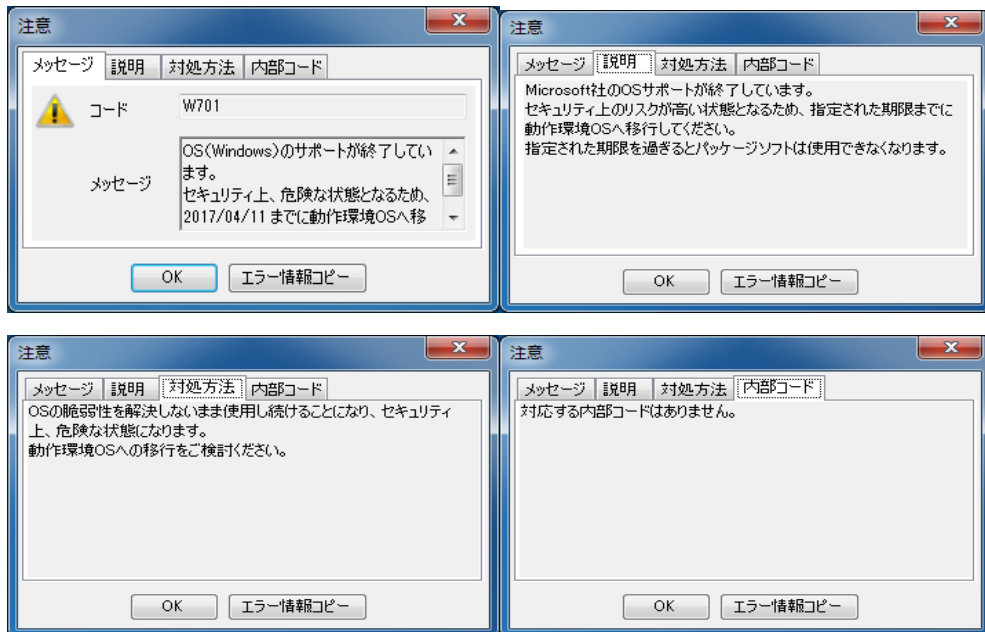 注意
メッセージ 説明 対処方法 内部コード
コード W701
メッセージ
OS(Windows)のサポートが終了してい
ます。
セキュリティ上、危険な状態となるため、
2017/04/11 までに動作環境OSへ移
OK エラー情報コピー
注意
メッセージ 説明 対処方法 内部コード
Microsoft社のOSサポートが終了しています。
セキュリティ上のリスクが高い状態となるため、指定された期限までに
動作環境OSへ移行してください。
指定された期限を過ぎるとパッケージソフトは使用できなくなります。
OK エラー情報コピー
注意
メッセージ 説明 対処方法 内部コード
OSの脆弱性を解決しないまま使用し続けることになり、セキュリティ
上、危険な状態になります。
動作環境OSへの移行をご検討ください。
OK エラー情報コピー
注意
メッセージ 説明 対処方法 内部コード
対応する内部コードはありません。
OK エラー情報コピー